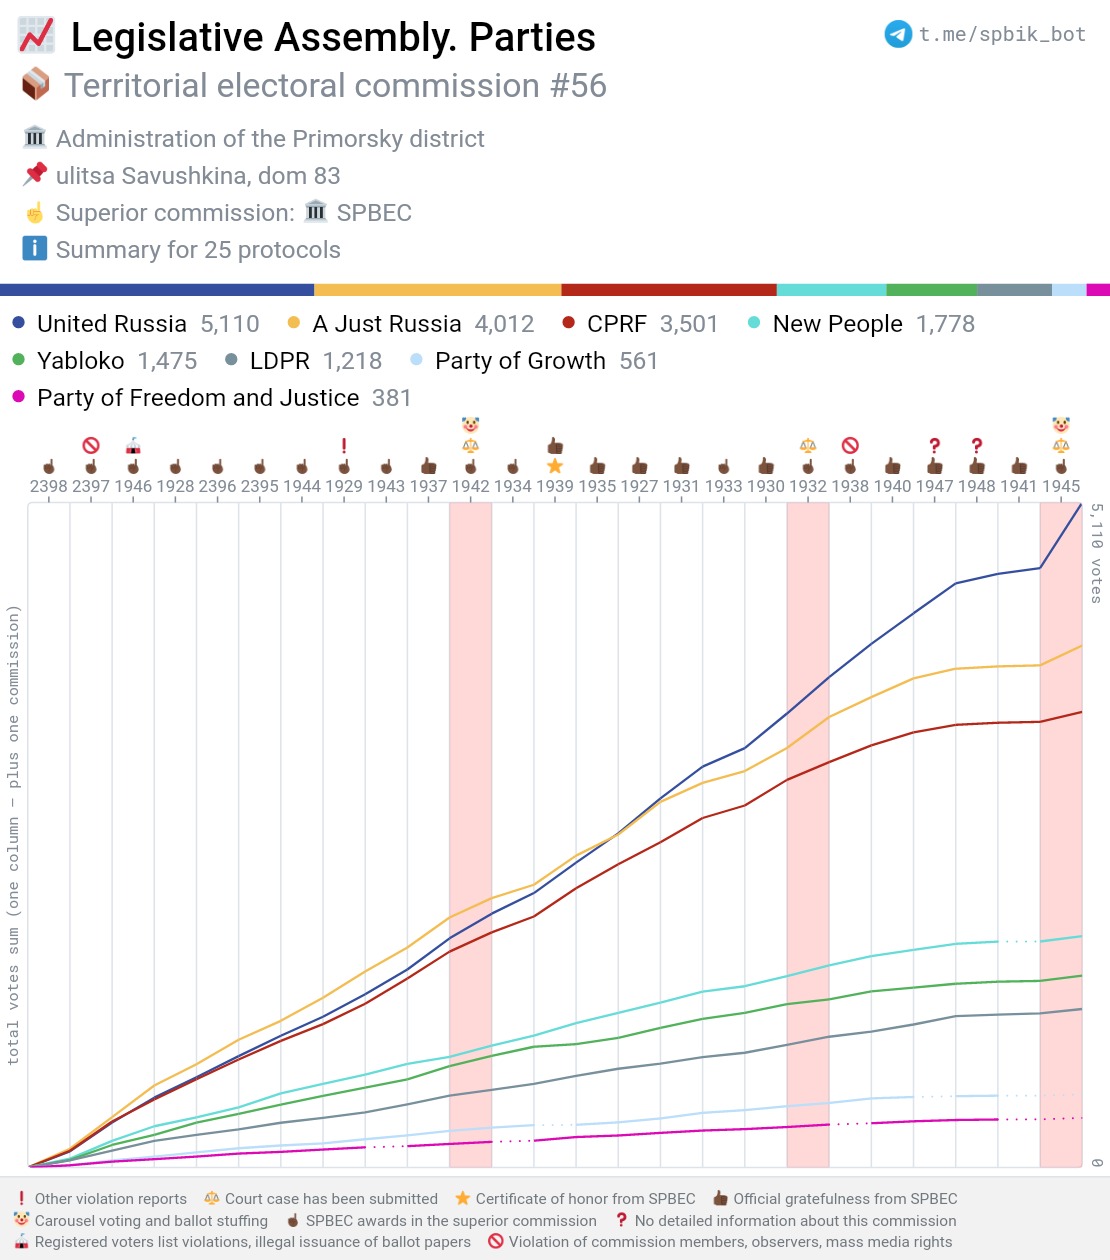 Legislative Assembly. Parties
t.me/spbik_bot
Territorial electoral commission #56
Administration of the Primorsky district
ulitsa Savushkina, dom 83
Superior commission: SPBEC
Summary for 25 protocols
United Russia 5,110 A Just Russia 4,012 CPRF 3,501 New People 1,778
Yabloko 1,475 LDPR 1,218 Party of Growth 561
Party of Freedom and Justice 381
2398 2397 1946 1928 2396 2395 1944 1929 1943 1937 1942 1934 1939 1935 1927 1931 1933 1930 1932 1938 1940 1947 1948 1941 1945
5,110 votes
total votes sum (one column – plus one commission)
0
Other violation reports Court case has been submitted Certificate of honor from SPBEC Official gratefulness from SPBEC
Carousel voting and ballot stuffing SPBEC awards in the superior commission No detailed information about this commission
Registered voters list violations, illegal issuance of ballot papers Violation of commission members, observers, mass media rights